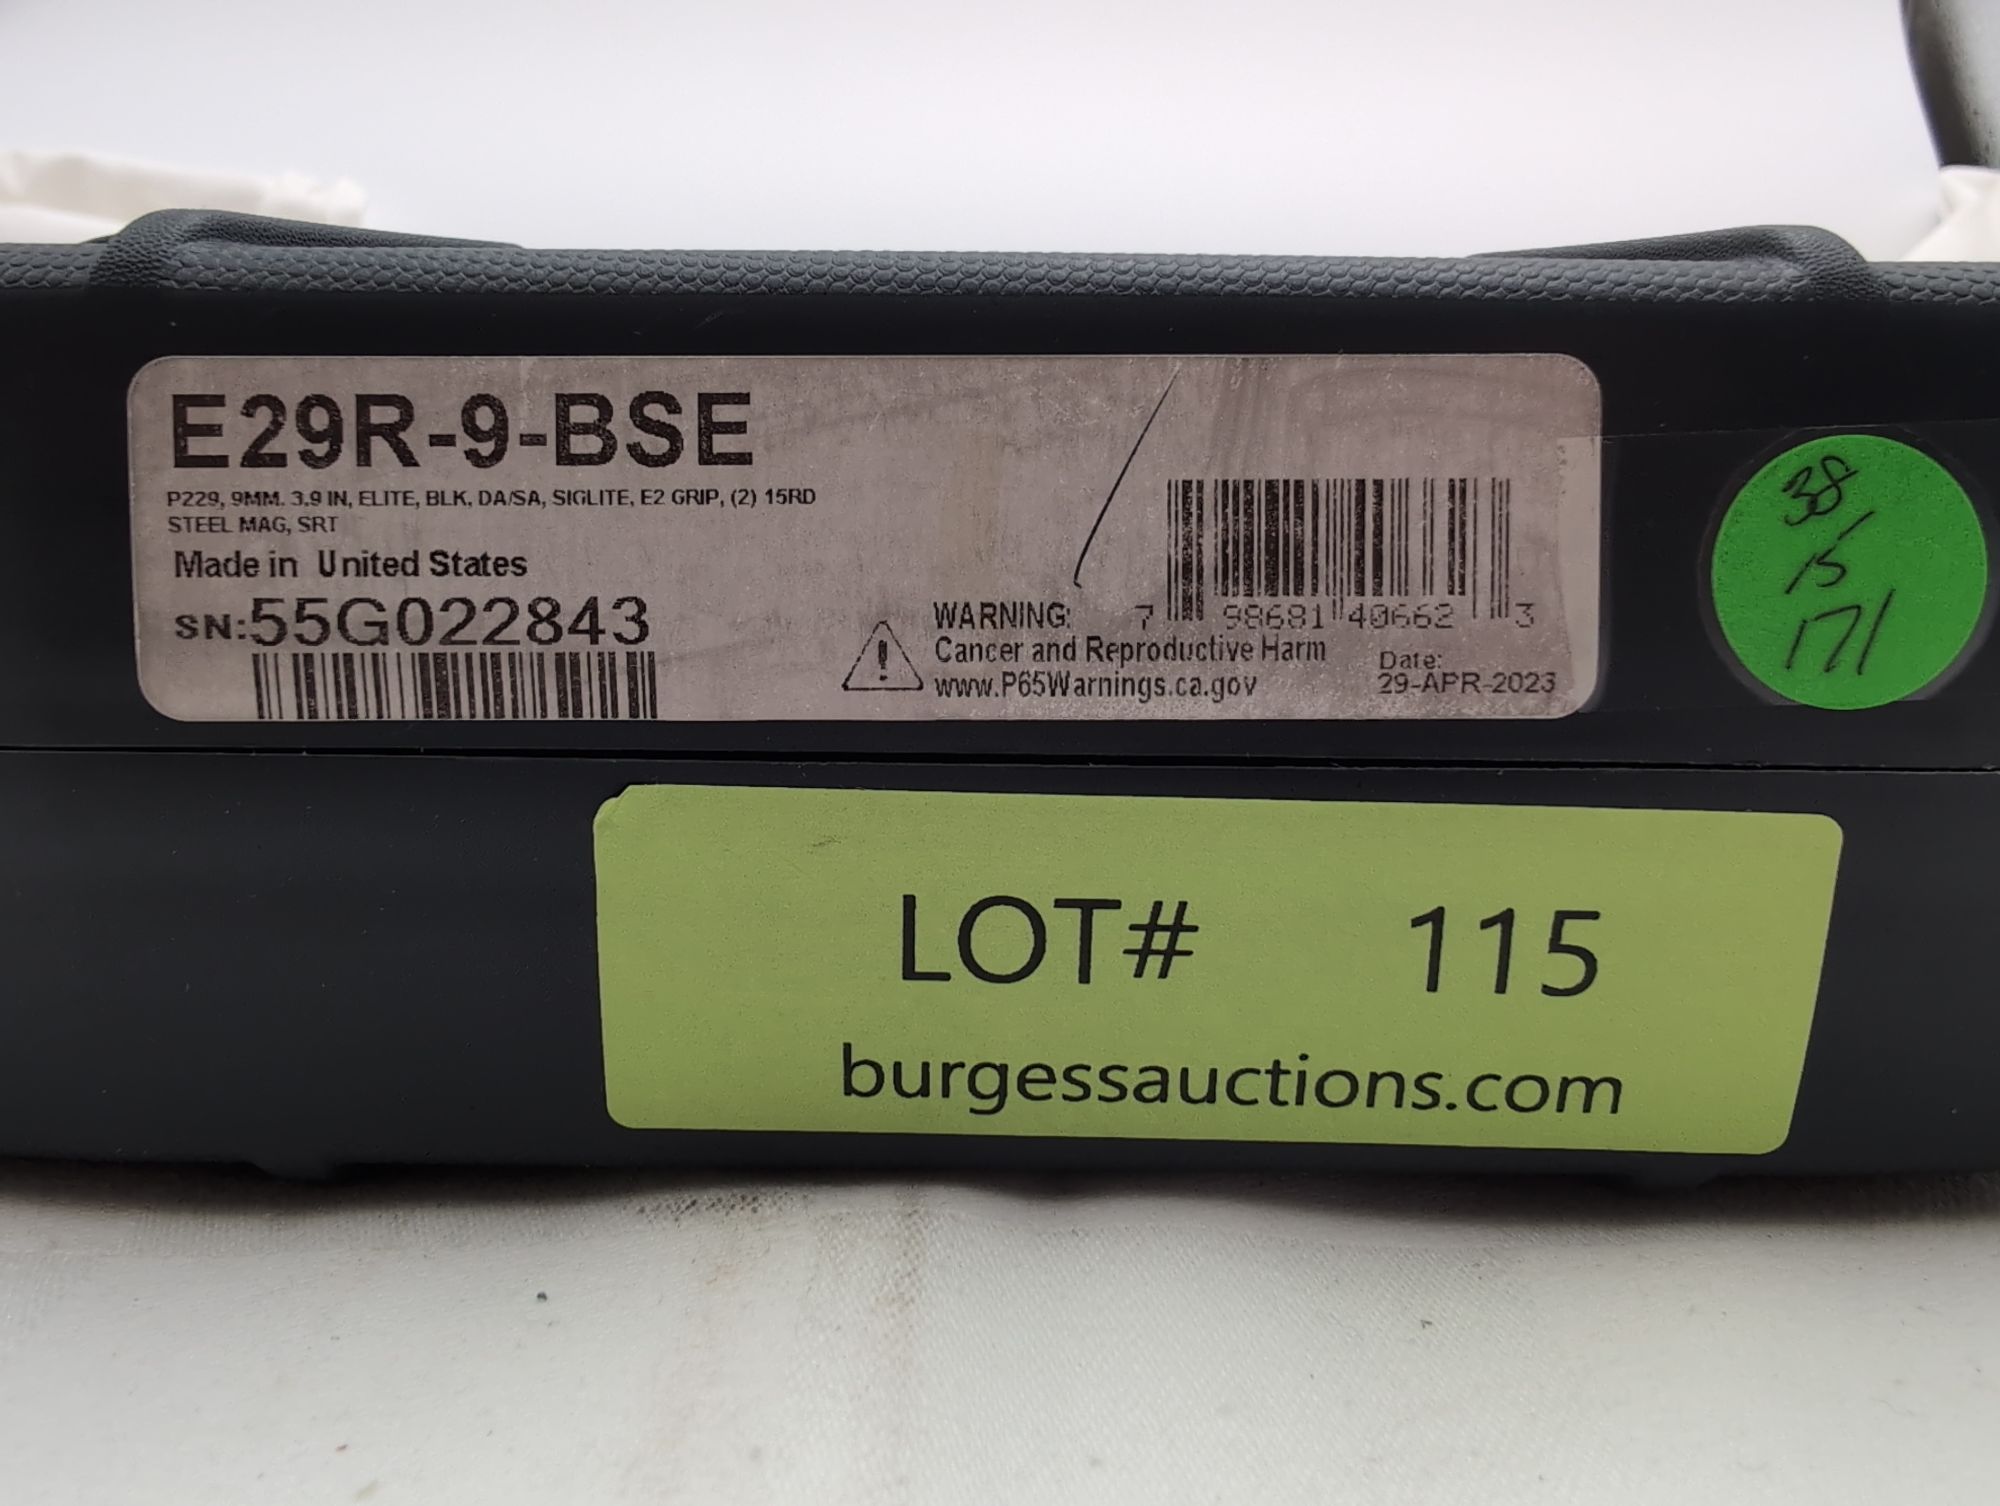 E29R-9-BSE
P229, 9MM. 3.9 IN, ELITE, BLK, DA/SA, SIGLITE, E2 GRIP, (2) 15RD
STEEL MAG, SRT
Made in United States
SN:55G022843
WARNING:
Cancer and Reproductive Harm
www.P65Warnings.ca.gov
7 98681 40662 3
Date:
29-APR-2023
38
15
171
LOT# 115
burgessauctions.com